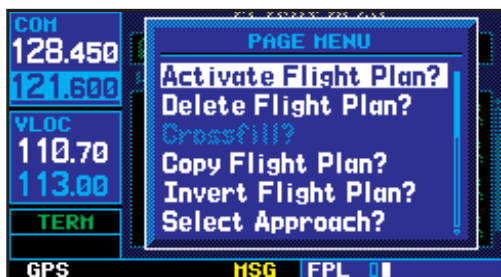 COM
128.450
121.600
VLOC
110.70
113.00
TERM
GPS
PAGE MENU
Activate Flight Plan?
Delete Flight Plan?
Crossfill?
Copy Flight Plan?
Invert Flight Plan?
Select Approach?
MSG
FPL